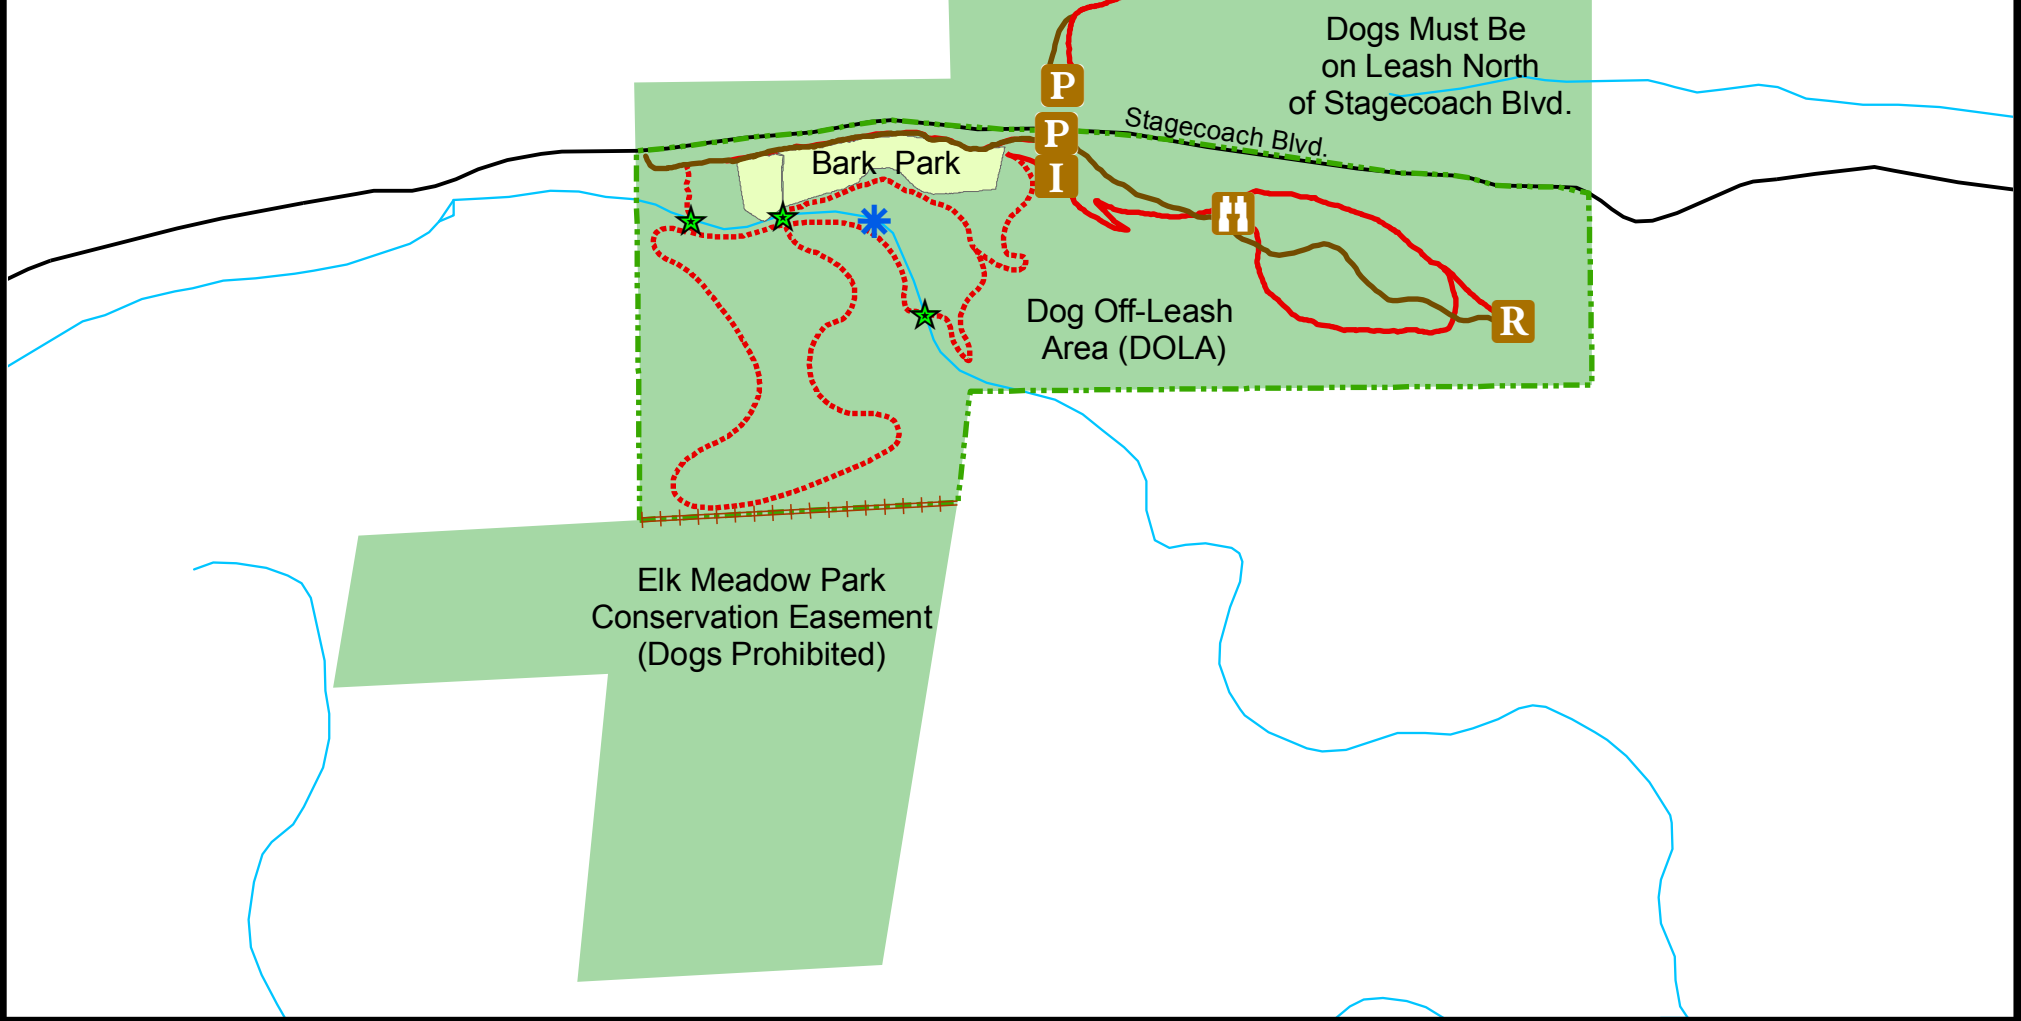 Dogs Must Be
on Leash North
of Stagecoach Blvd.
P
P
Stagecoach Blvd.
Bark Park
I
Dog Off-Leash
Area (DOLA)
R
Elk Meadow Park
Conservation Easement
(Dogs Prohibited)